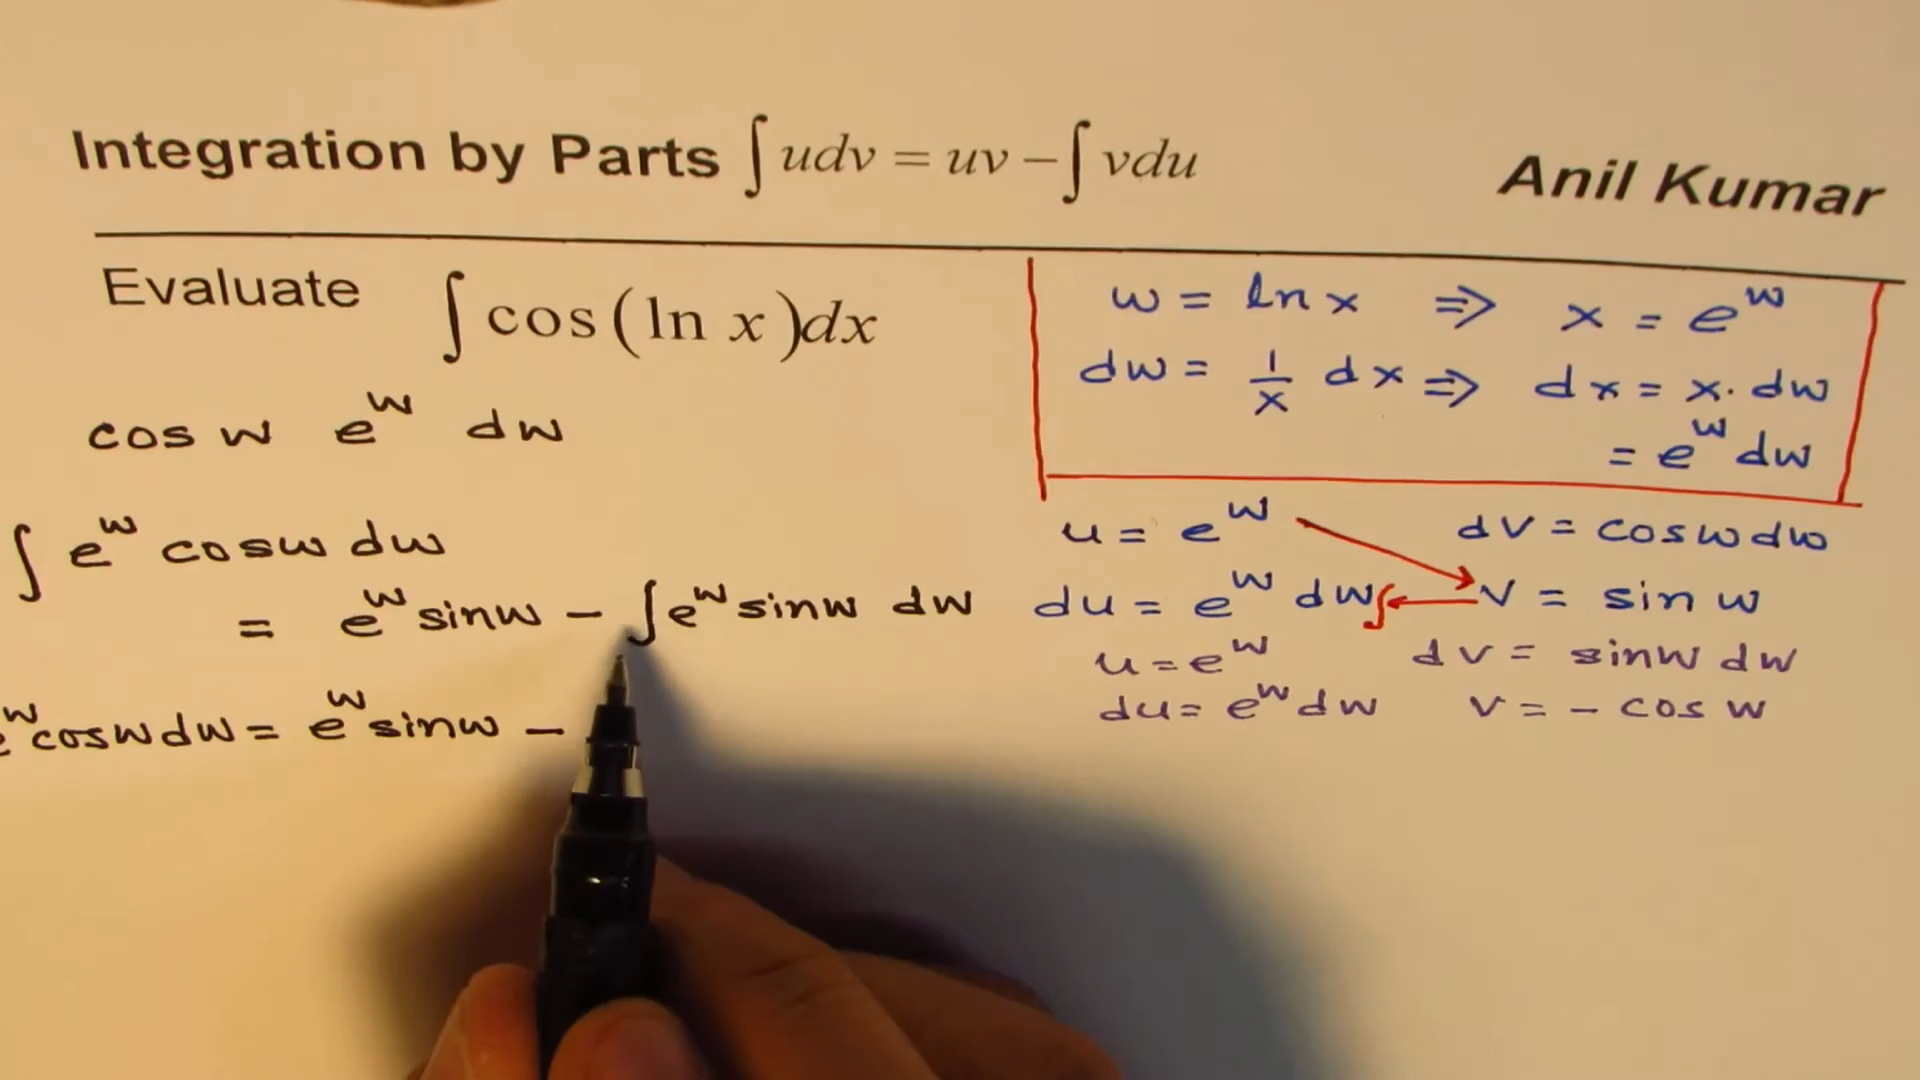 Integration by Parts ∫udv = uv − ∫vdu
Anil Kumar
Evaluate ∫cos(ln x)dx
w = ln x ⇒ x = e^w
dw = 1/x dx ⇒ dx = x. dw
= e^w dw
cos w e^w dw
u = e^w dv = cosw dw
∫ e^w cosw dw
du = e^w dw ∫ v = sin w
= e^w sinw − ∫e^w sinw dw
u = e^w dv = sinw dw
du = e^w dw v = − cos w
e^w cosw dw = e^w sinw −